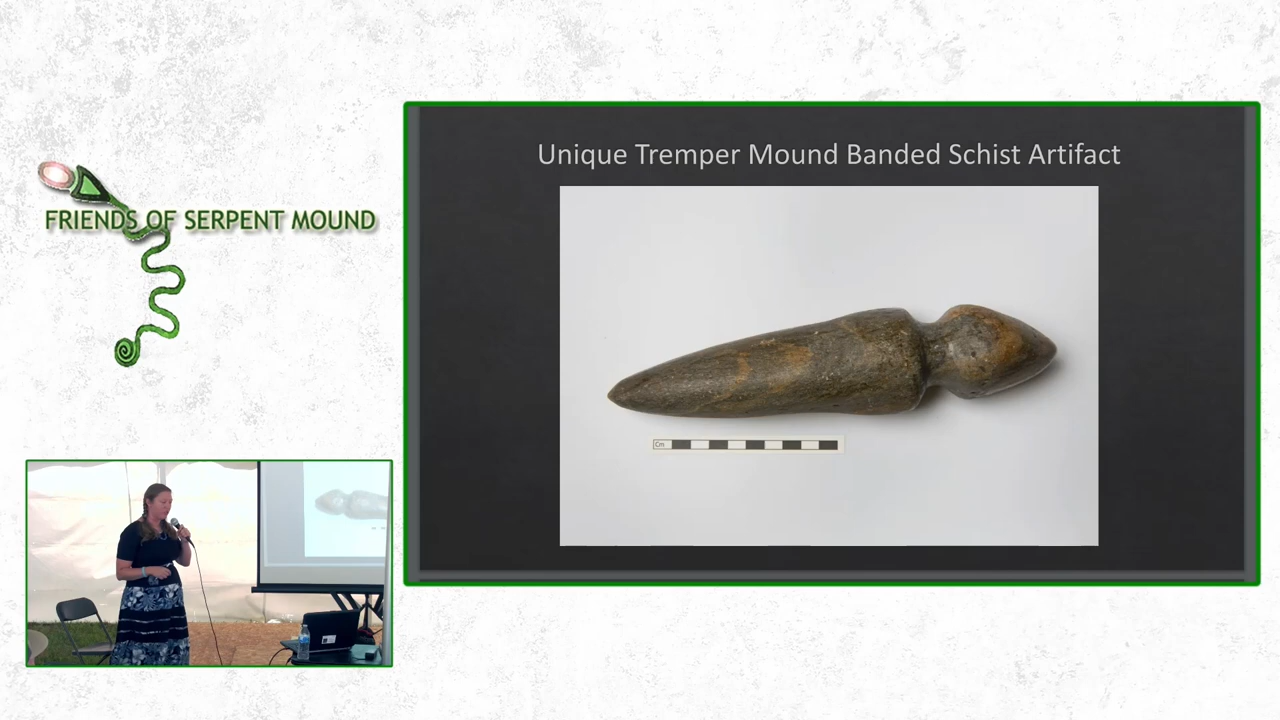 Unique Tremper Mound Banded Schist Artifact
FRIENDS OF SERPENT MOUND
Cm